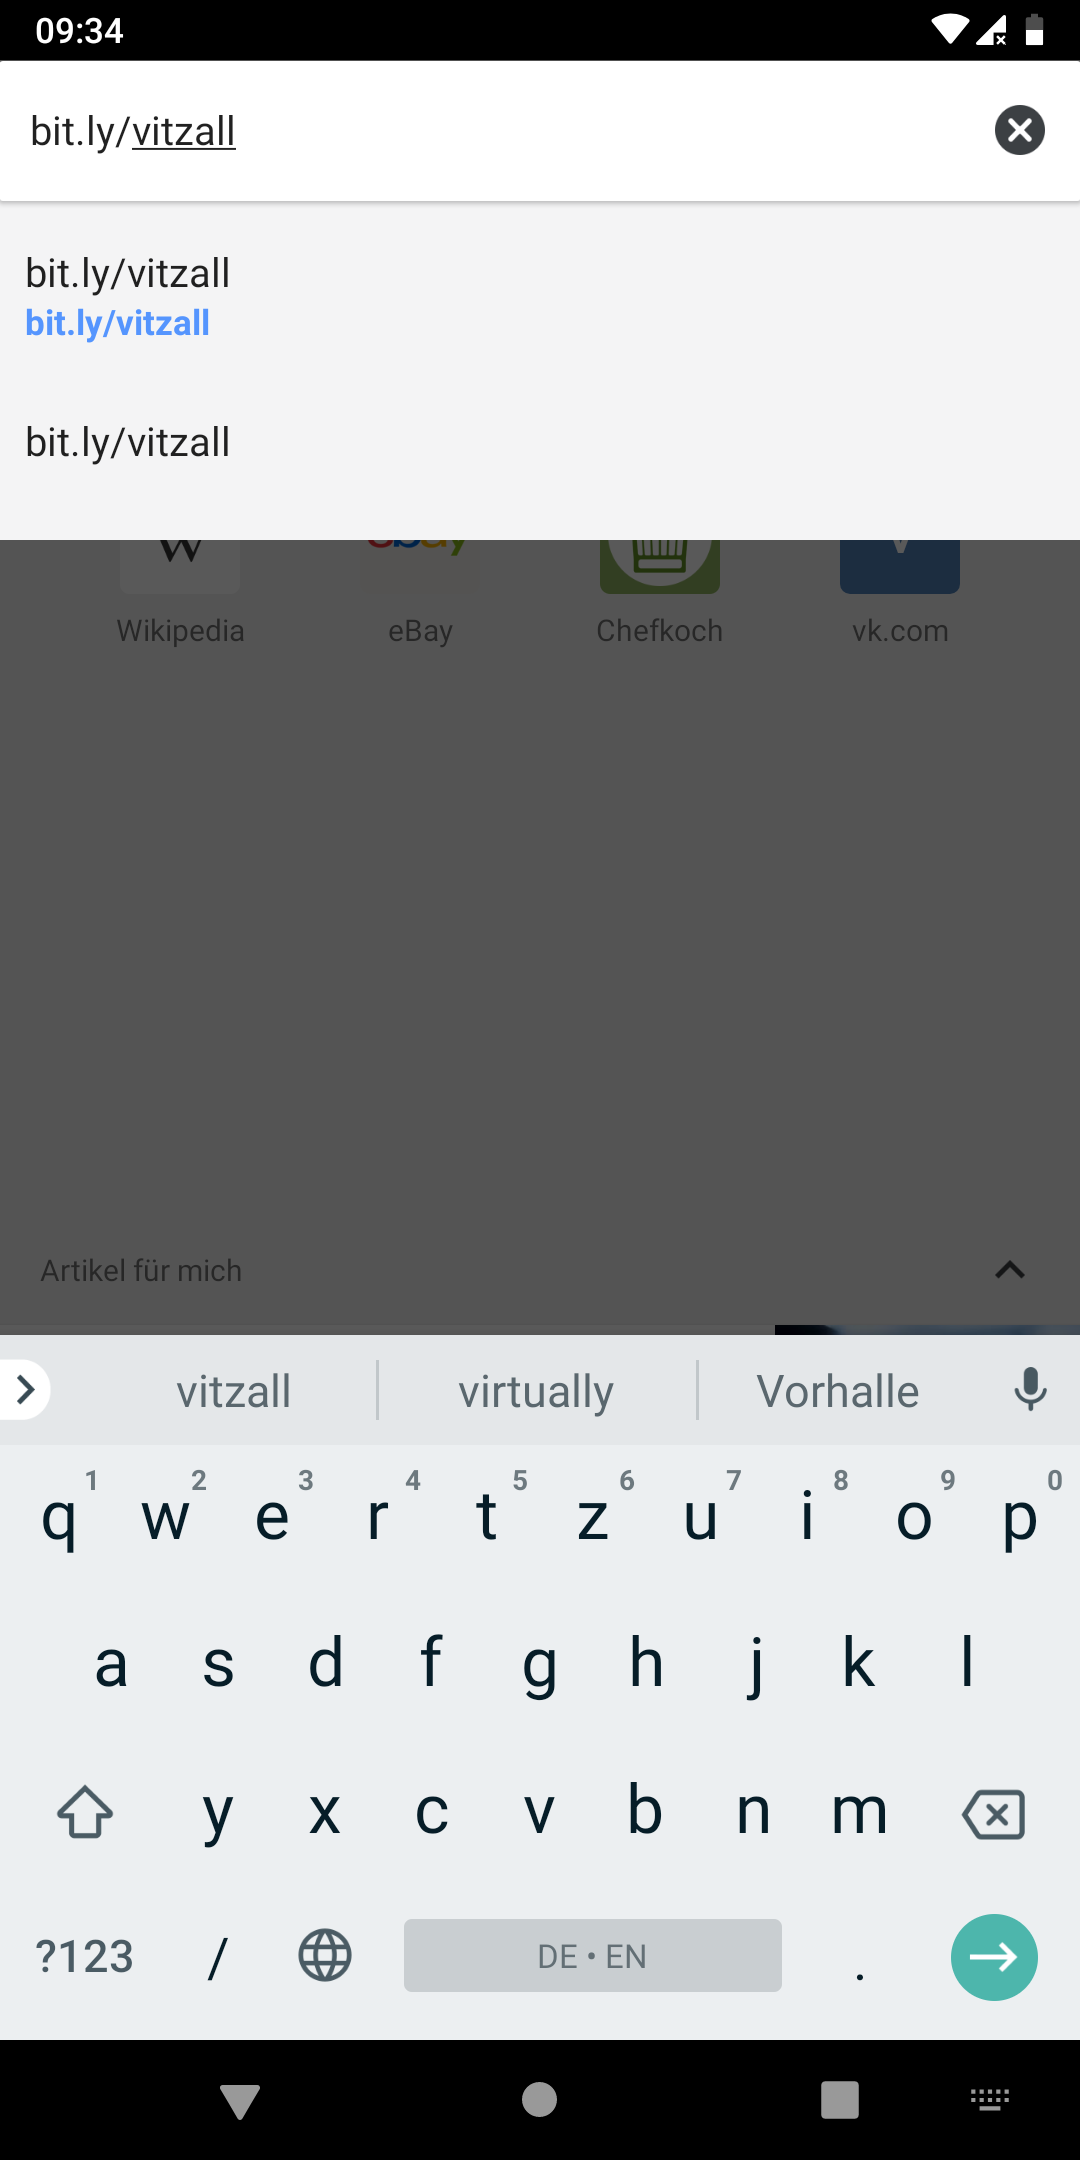 09:34
bit.ly/vitzall
bit.ly/vitzall
bit.ly/vitzall
bit.ly/vitzall
W ebay V
Wikipedia eBay Chefkoch vk.com
Artikel für mich
vitzall virtually Vorhalle
1 2 3 4 5 6 7 8 9 0
q w e r t z u i o p
a s d f g h j k l
y x c v b n m
?123 / DE • EN .